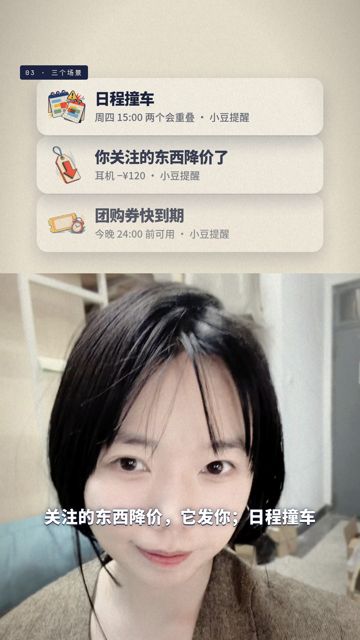 03 · 三个场景
日程撞车
周四 15:00 两个会重叠 · 小豆提醒
你关注的东西降价了
耳机 −¥120 · 小豆提醒
团购券快到期
今晚 24:00 前可用 · 小豆提醒
关注的东西降价，它发你；日程撞车